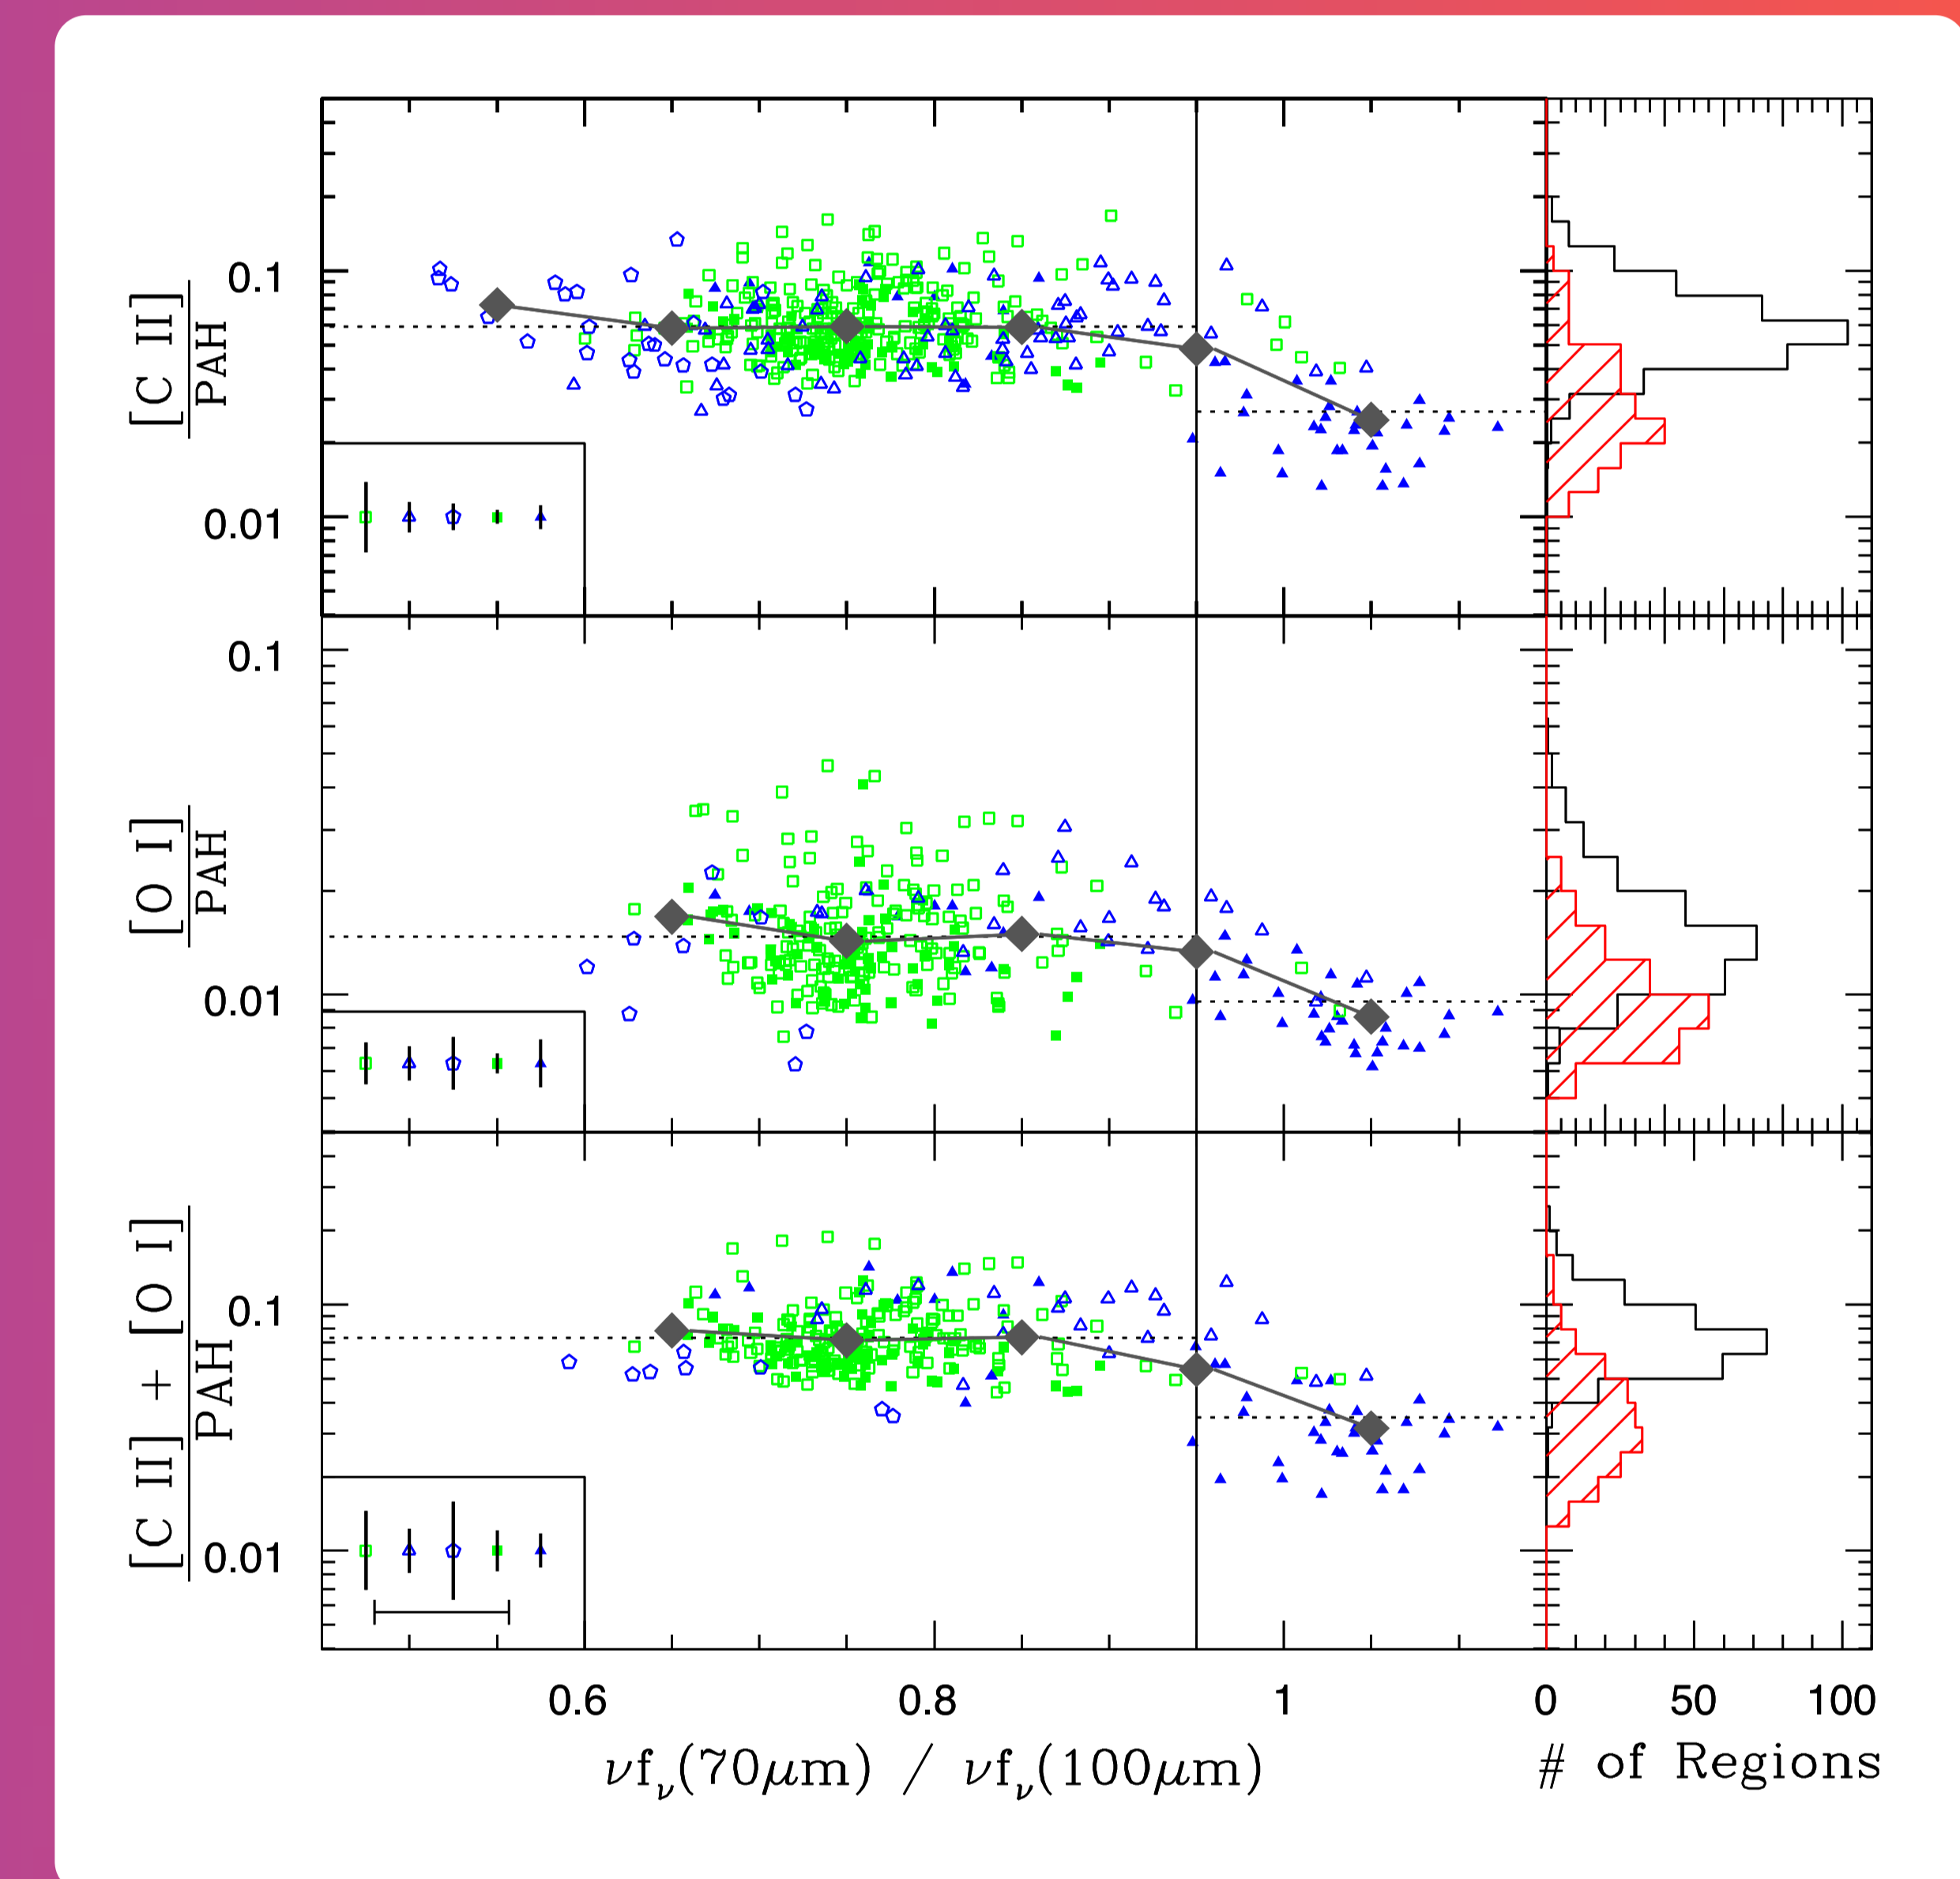 [C II]
PAH
0.1
0.01
[O I]
PAH
0.1
0.01
[C II] + [O I]
PAH
0.1
0.01
0.6 0.8 1 0 50 100
νfν(70μm) / νfν(100μm) # of Regions